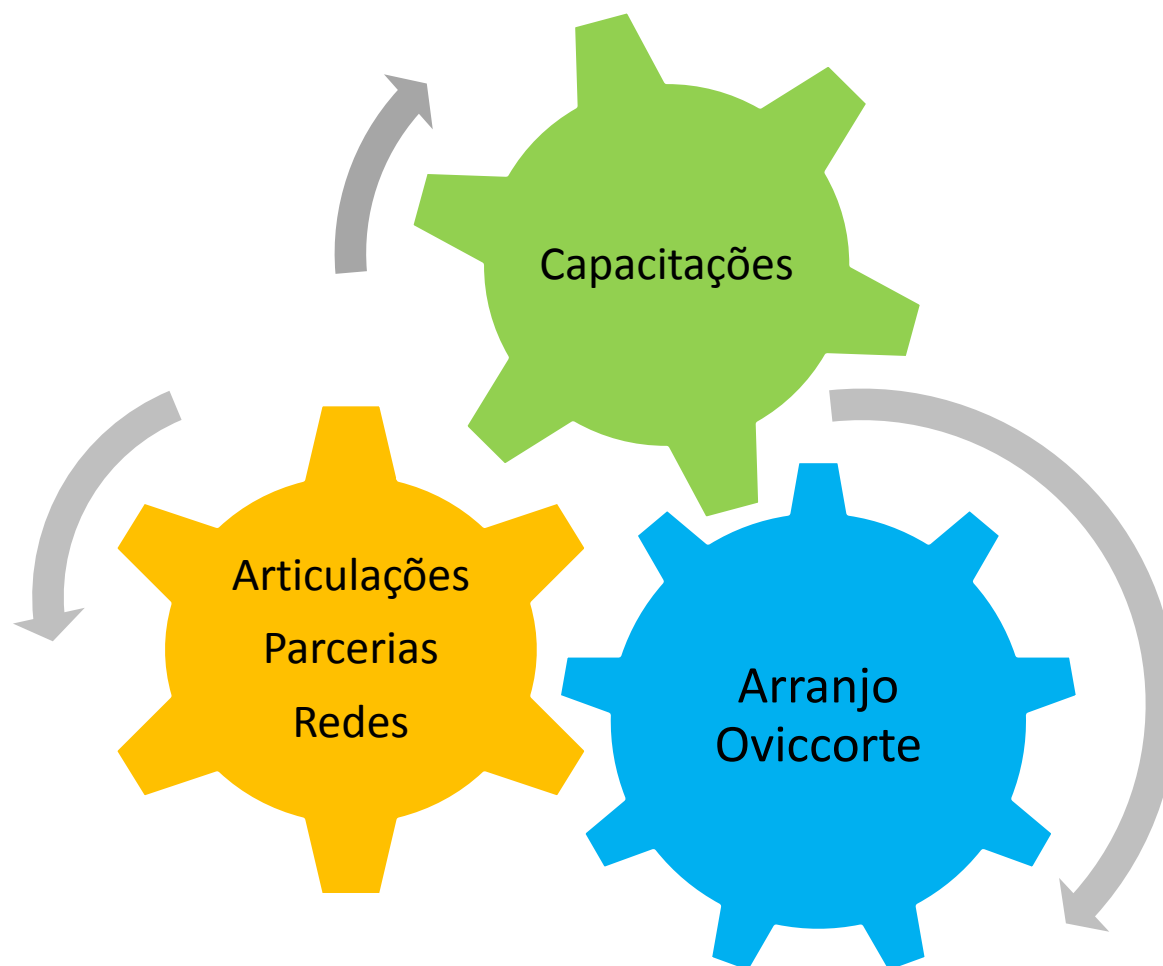 Capacitações
Articulações
Parcerias
Redes
Arranjo
Oviccorte